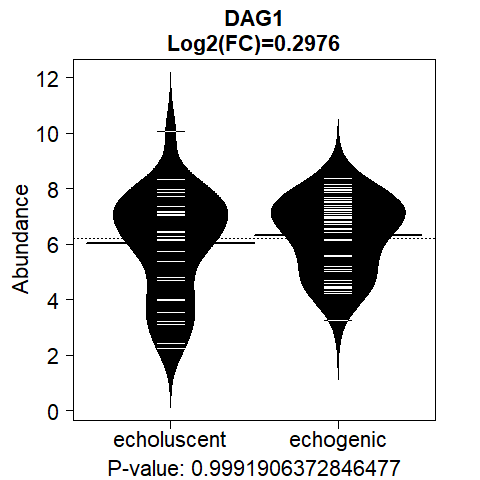 DAG1
Log2(FC)=0.2976
Abundance
12
10
8
6
4
2
0
echoluscent echogenic
P-value: 0.9991906372846477